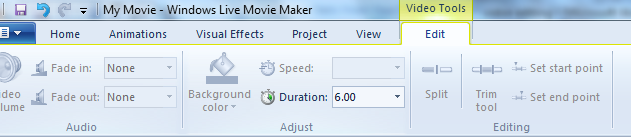 My Movie - Windows Live Movie Maker
Video Tools
Home Animations Visual Effects Project View Edit
Fade in: None
Fade out: None
Audio
Background color
Speed:
Duration: 6.00
Adjust
Split
Trim tool
Set start point
Set end point
Editing